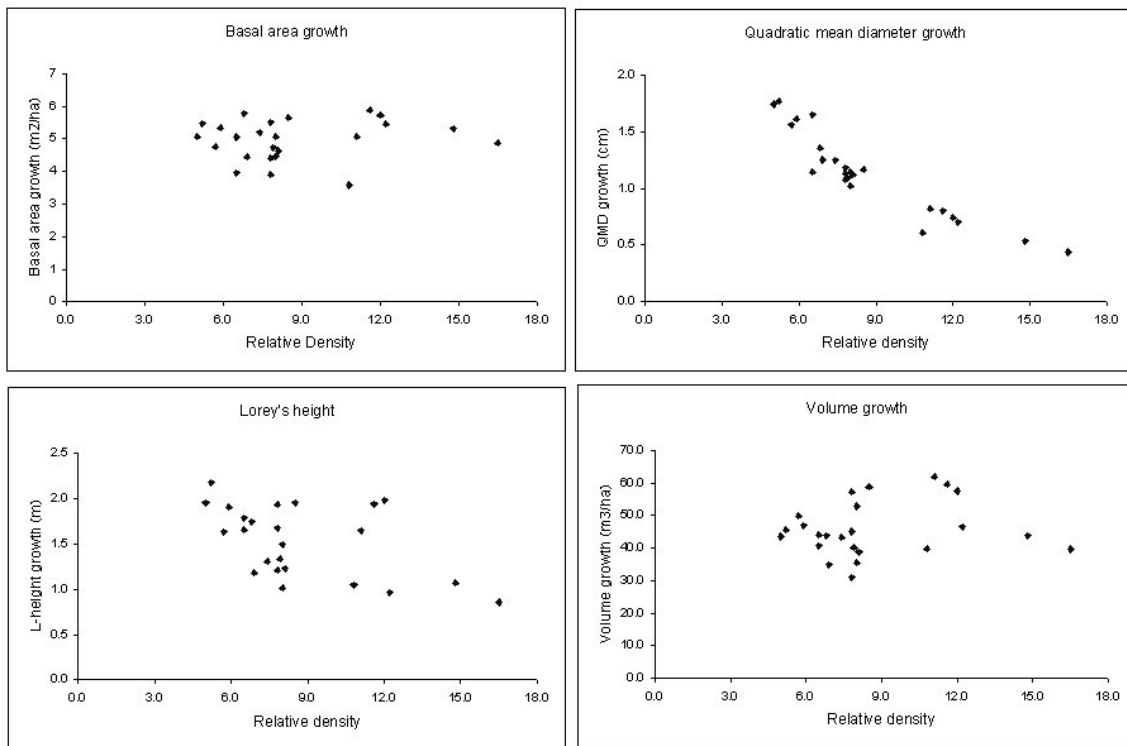 Basal area growth
Basal area growth (m2/ha)
7
6
5
4
3
2
1
0
0.0 3.0 6.0 9.0 12.0 15.0 18.0
Relative Density
Quadratic mean diameter growth
QMD growth (cm)
2.0
1.5
1.0
0.5
0.0
0.0 3.0 6.0 9.0 12.0 15.0 18.0
Relative density
Lorey's height
L-height growth (m)
2.5
2.0
1.5
1.0
0.5
0.0
0.0 3.0 6.0 9.0 12.0 15.0 18.0
Relative density
Volume growth
Volume growth (m3/ha)
70.0
60.0
50.0
40.0
30.0
20.0
10.0
0.0
0.0 3.0 6.0 9.0 12.0 15.0 18.0
Relative density